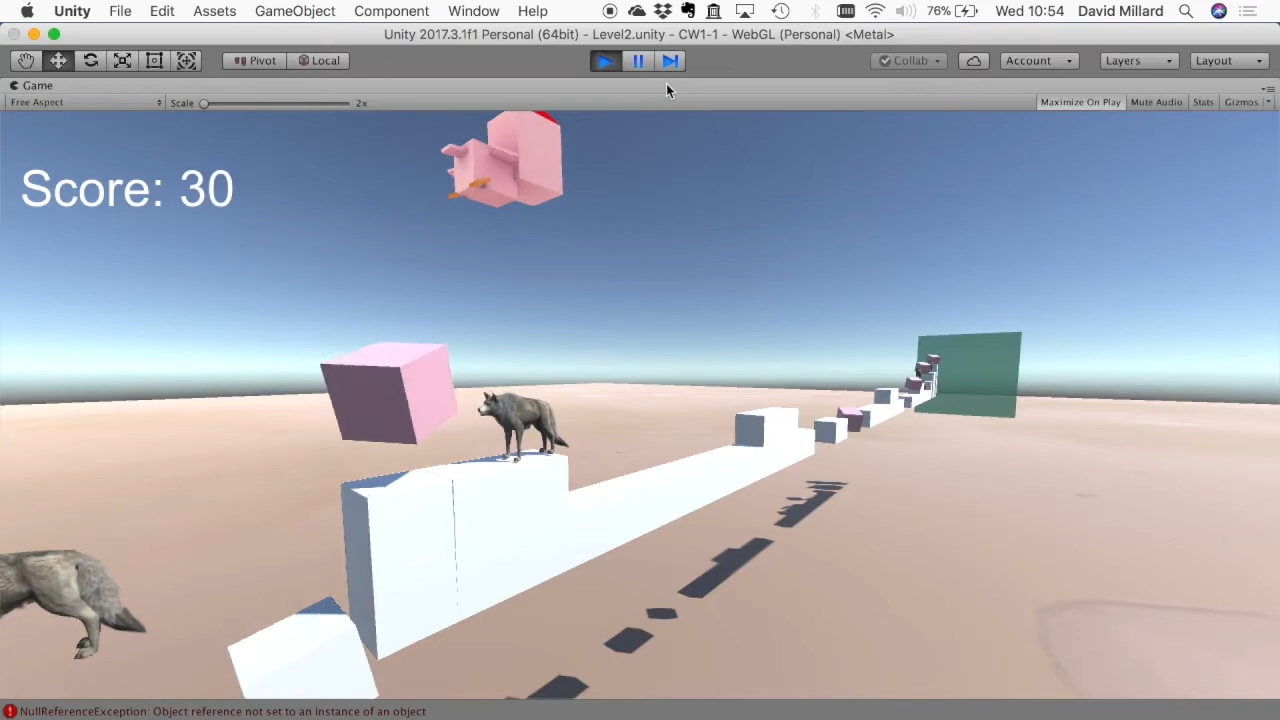 Unity File Edit Assets GameObject Component Window Help 76% Wed 10:54 David Millard
Unity 2017.3.1f1 Personal (64bit) - Level2.unity - CW1-1 - WebGL (Personal) <Metal>
Pivot Local Collab Account Layers Layout
Game
Free Aspect Scale 2x Maximize On Play Mute Audio Stats Gizmos
Score: 30
NullReferenceException: Object reference not set to an instance of an object